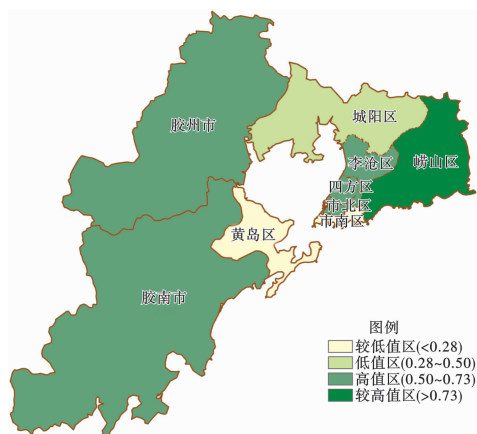 城阳区
胶州市
李沧区
崂山区
四方区
市北区
市南区
黄岛区
胶南市
图例
较低值区(<0.28)
低值区(0.28~0.50)
高值区(0.50~0.73)
较高值区(>0.73)